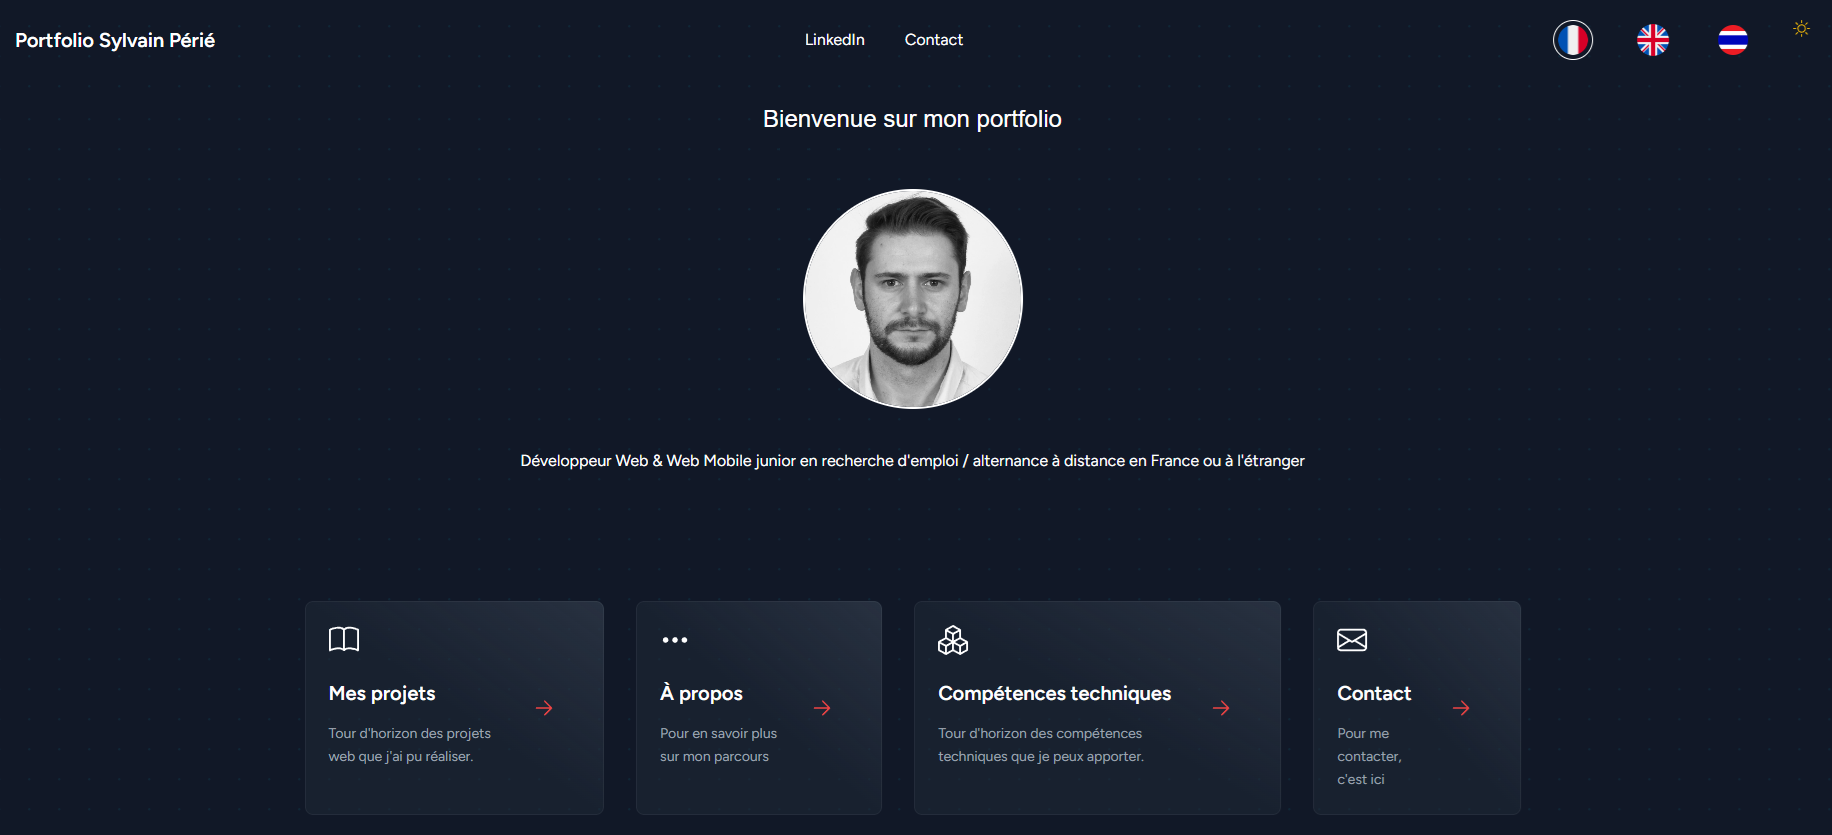 Portfolio Sylvain Périé
LinkedIn
Contact
Bienvenue sur mon portfolio
Développeur Web & Web Mobile junior en recherche d'emploi / alternance à distance en France ou à l'étranger
Mes projets
Tour d'horizon des projets
web que j'ai pu réaliser.
À propos
Pour en savoir plus
sur mon parcours
Compétences techniques
Tour d'horizon des compétences
techniques que je peux apporter.
Contact
Pour me
contacter,
c'est ici